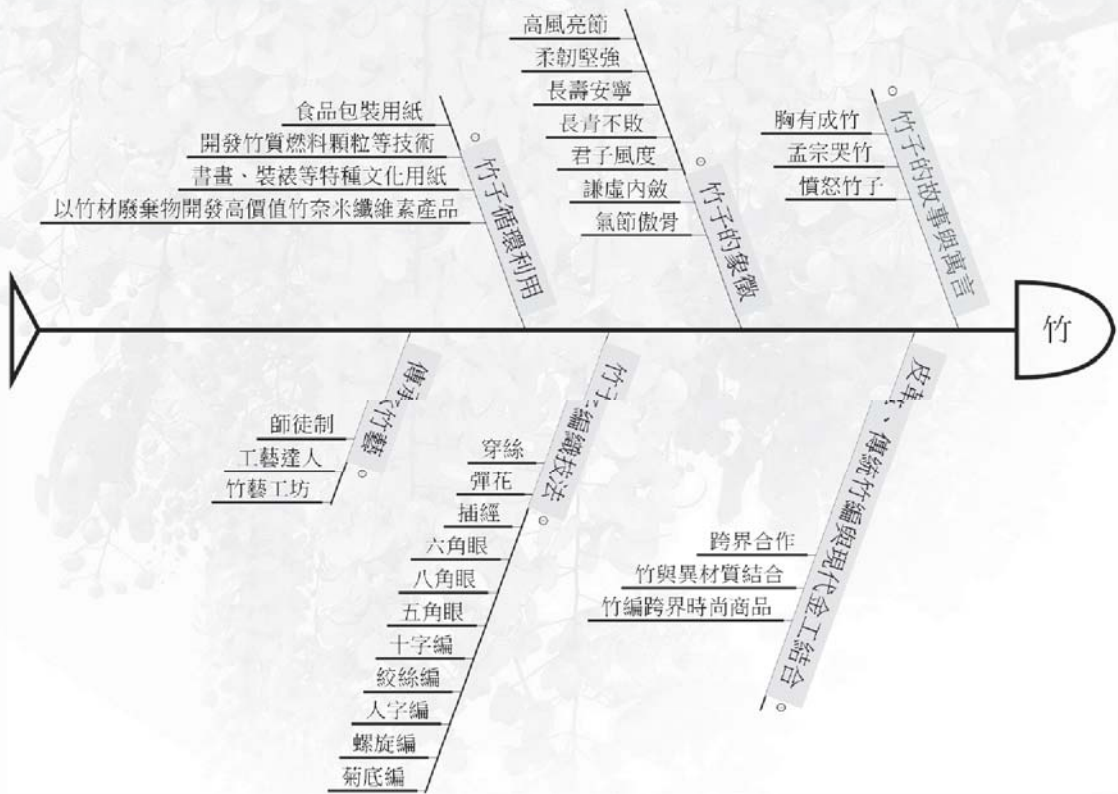 食品包裝用紙
開發竹質燃料顆粒等技術
書畫、裝裱等特種文化用紙
以竹材廢棄物開發高價值竹奈米纖維素產品
竹子循環利用
高風亮節
柔韌堅強
長壽安寧
長青不敗
君子風度
謙虛內斂
氣節傲骨
竹子的象徵
胸有成竹
孟宗哭竹
憤怒竹子
竹子的故事與寓言
竹
師徒制
工藝達人
竹藝工坊
竹藝
穿絲
彈花
插經
六角眼
八角眼
五角眼
十字編
絞絲編
人字編
螺旋編
菊底編
編織技法
跨界合作
竹與異材質結合
竹編跨界時尚商品
、傳統竹編與現代金工結合